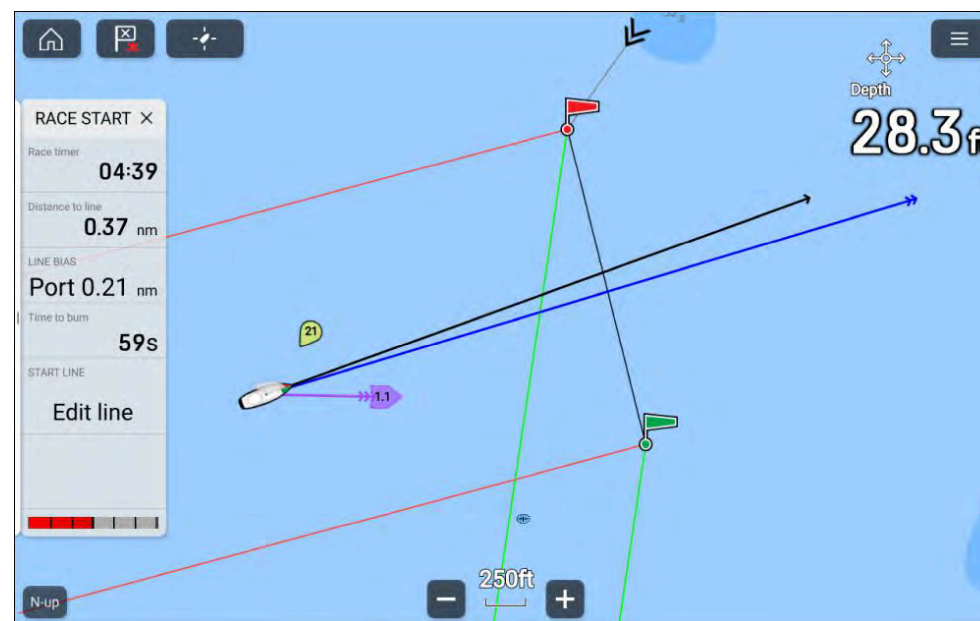 Depth
28.3 f
RACE START ×
Race timer
04:39
Distance to line
0.37 nm
LINE BIAS
Port 0.21 nm
Time to burn
59s
START LINE
Edit line
21
1.1
N-up
250ft